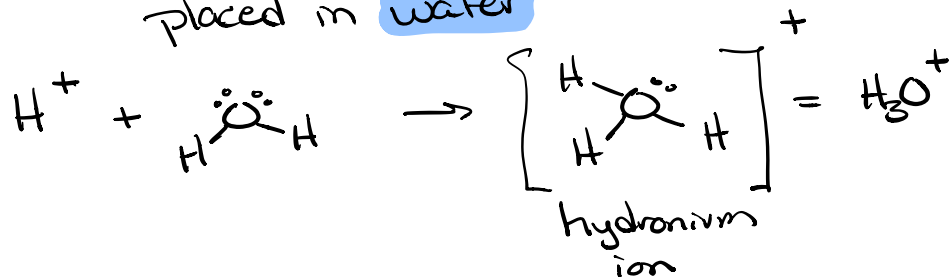 placed in water
H⁺ + H-Ö-H → [H-O-H H]⁺ = H₃O⁺
hydronium
ion